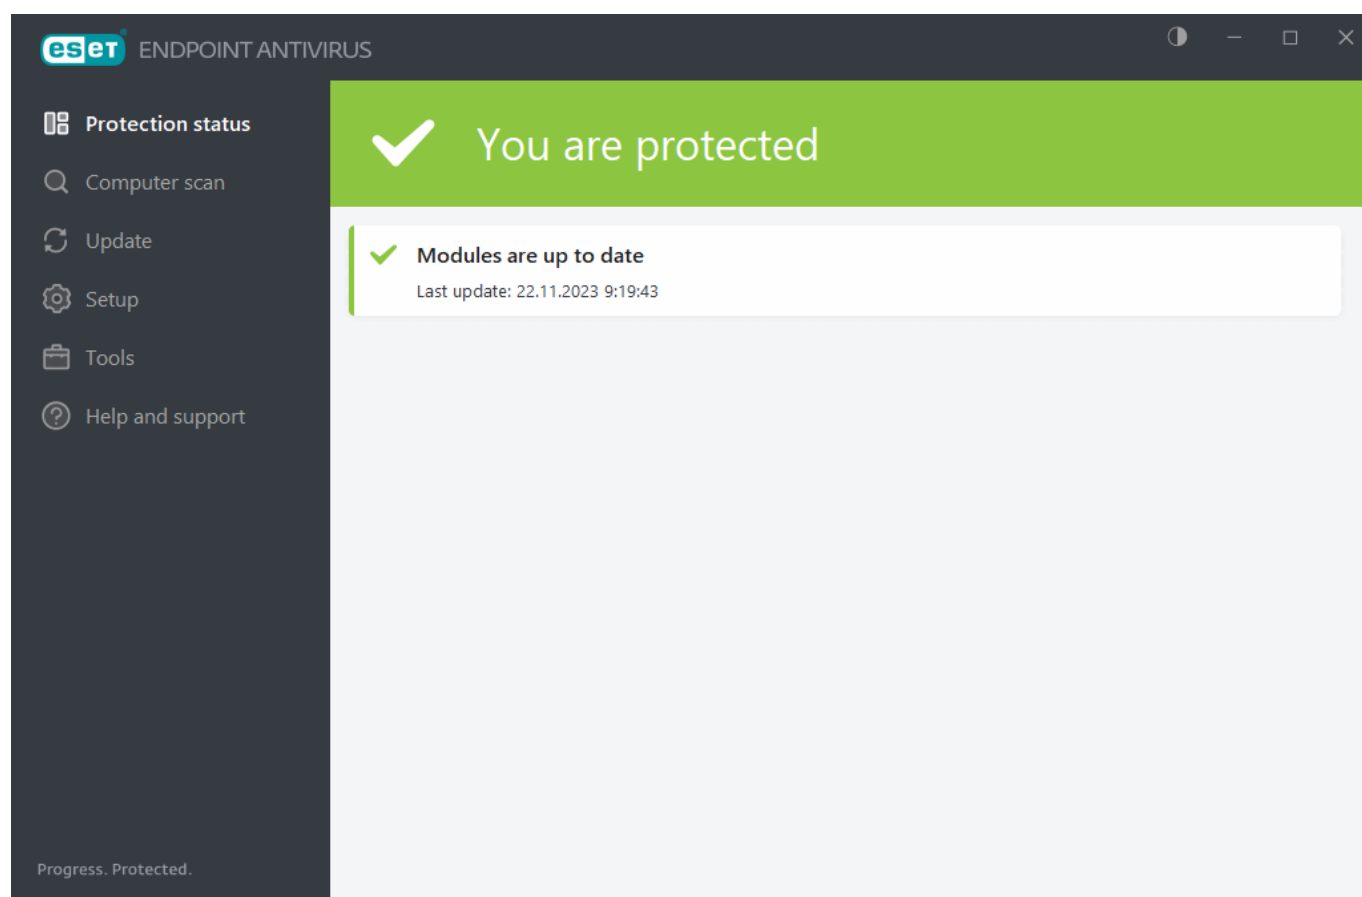 eset ENDPOINT ANTIVIRUS
Protection status
Computer scan
Update
Setup
Tools
Help and support
Progress. Protected.
You are protected
Modules are up to date
Last update: 22.11.2023 9:19:43